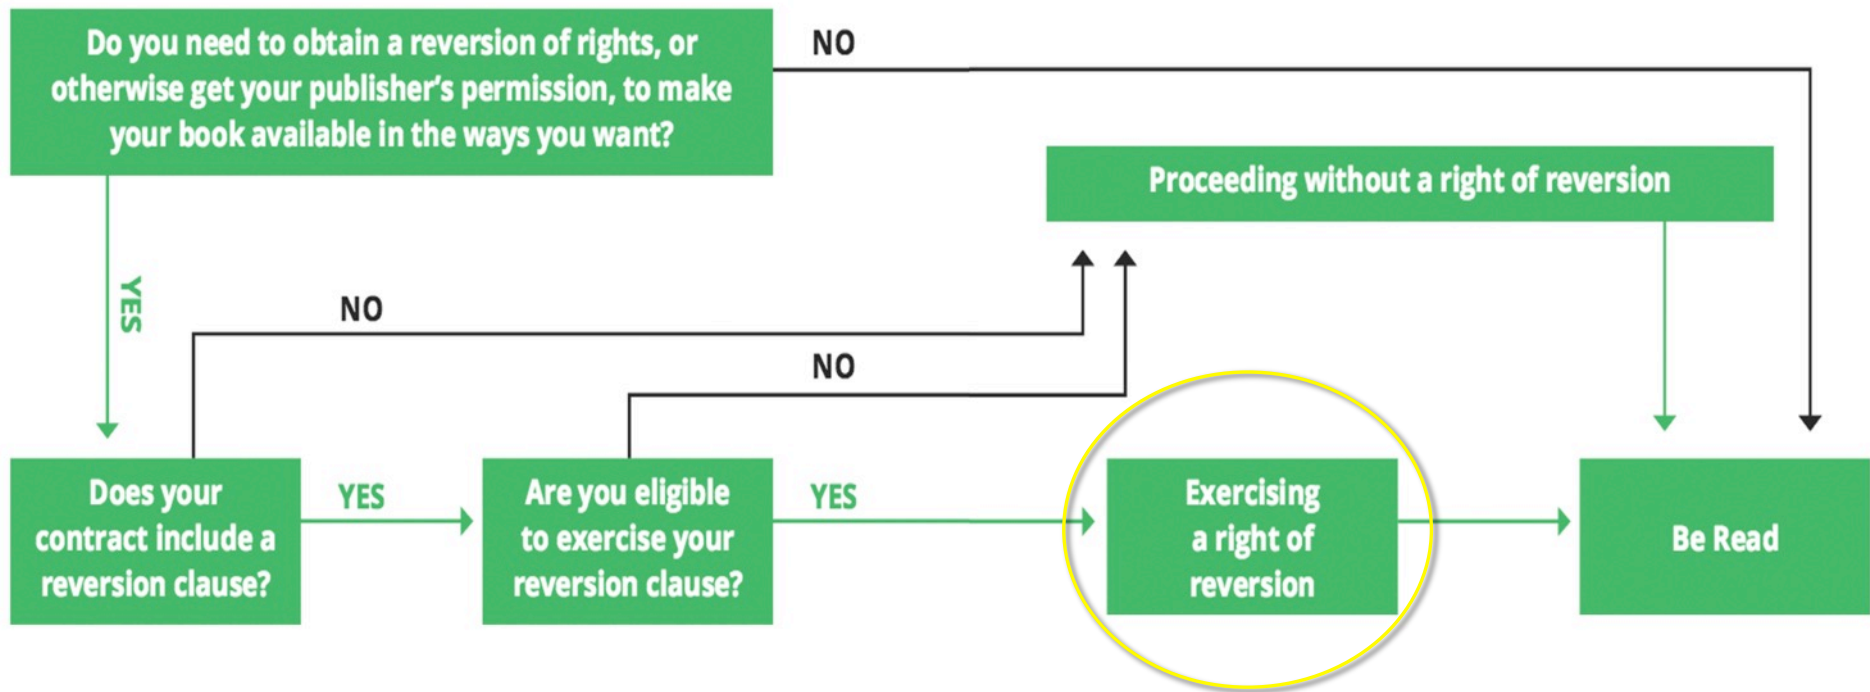 Do you need to obtain a reversion of rights, or
otherwise get your publisher’s permission, to make
your book available in the ways you want?
NO
Proceeding without a right of reversion
YES
NO
NO
Does your
contract include a
reversion clause?
YES
Are you eligible
to exercise your
reversion clause?
YES
Exercising
a right of
reversion
Be Read